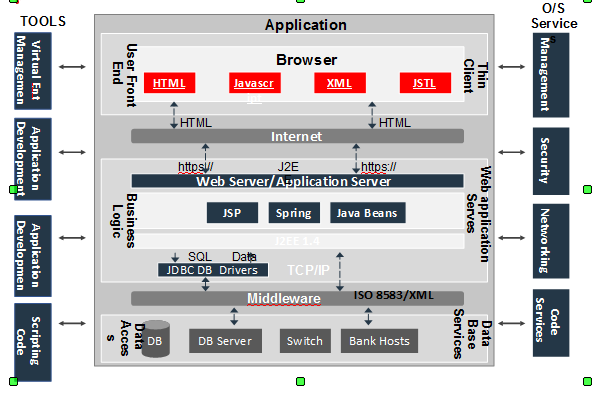 TOOLS
Application
O/S
Service
s
Virtual Ent
Managemen
Application
Development
Application
Developmen
Scripting
Code
User Front
End
Browser
Thin
Client
HTML
Javascr
XML
JSTL
HTML
HTML
Internet
https//
J2E
https://
Web Server/Application Server
Business
Logic
JSP
Spring
Java Beans
Web application
Serves
J2EE 1.4
SQL
Data
JDBC DB Drivers
TCP/IP
Middleware
ISO 8583/XML
Data
Acces
s
DB
DB Server
Switch
Bank Hosts
Data
Base
Services
Management
Security
Networking
Code
Services